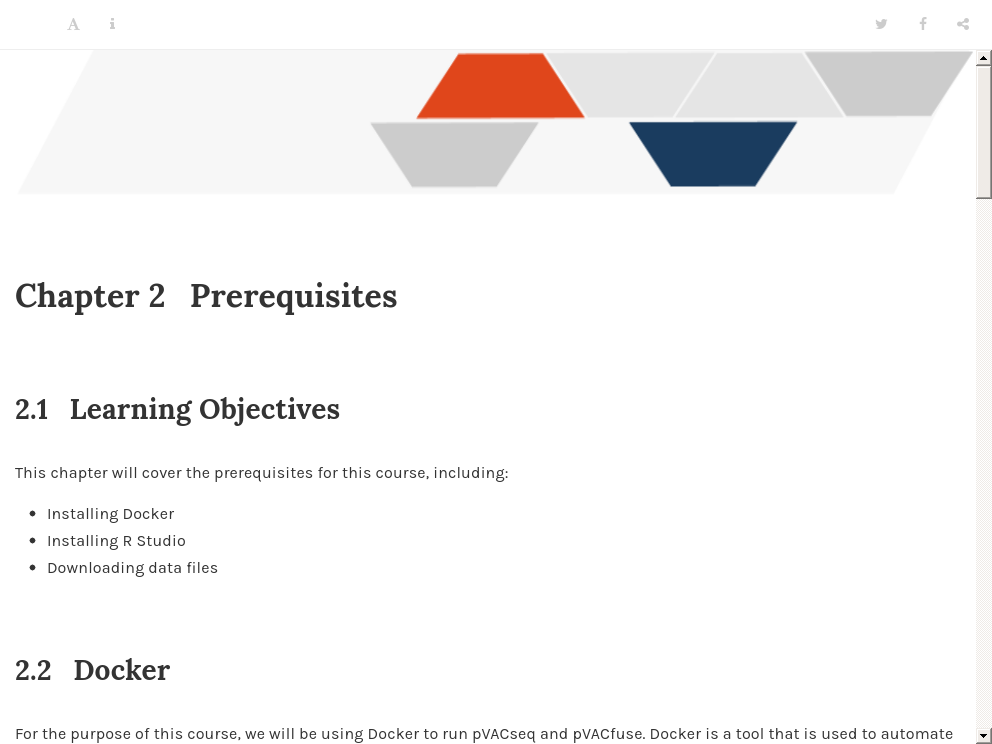 Chapter 2 Prerequisites
2.1 Learning Objectives
This chapter will cover the prerequisites for this course, including:
Installing Docker
Installing R Studio
Downloading data files
2.2 Docker
For the purpose of this course, we will be using Docker to run pVACseq and pVACfuse. Docker is a tool that is used to automate